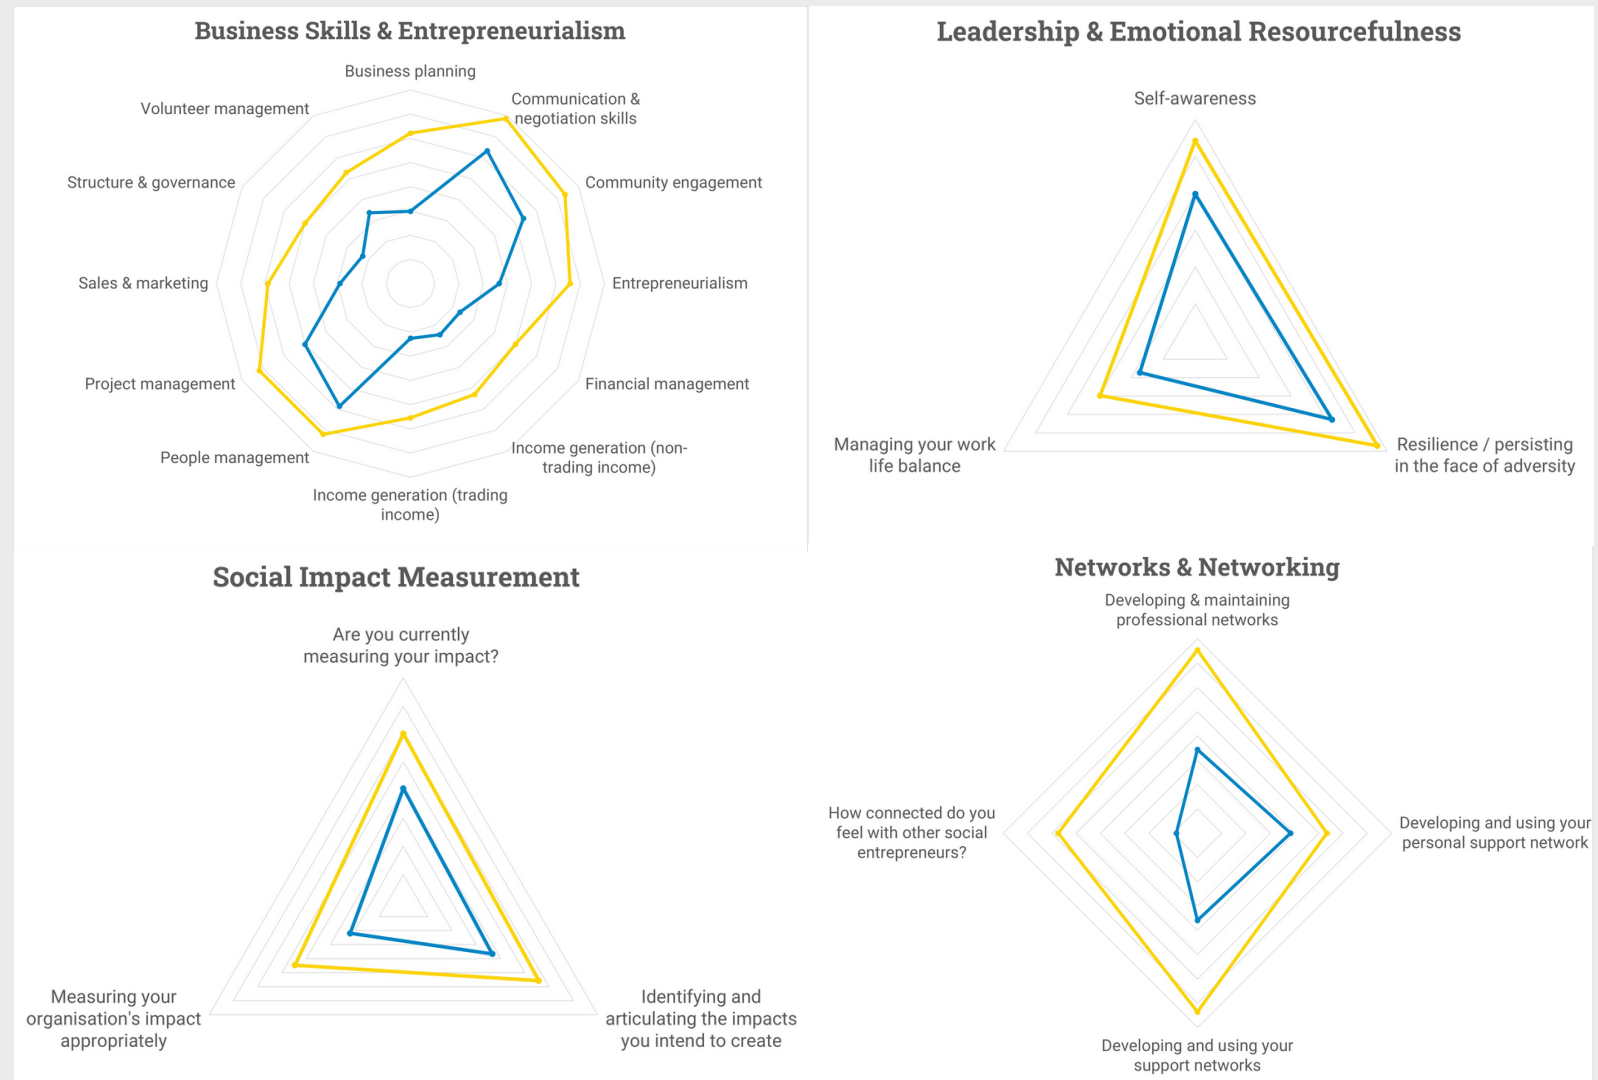 Business Skills & Entrepreneurialism
Business planning
Communication &
negotiation skills
Community engagement
Entrepreneurialism
Financial management
Income generation (non-
trading income)
Income generation (trading
income)
People management
Project management
Sales & marketing
Structure & governance
Volunteer management
Leadership & Emotional Resourcefulness
Self-awareness
Resilience / persisting
in the face of adversity
Managing your work
life balance
Social Impact Measurement
Are you currently
measuring your impact?
Identifying and
articulating the impacts
you intend to create
Measuring your
organisation's impact
appropriately
Networks & Networking
Developing & maintaining
professional networks
Developing and using your
personal support network
Developing and using your
support networks
How connected do you
feel with other social
entrepreneurs?